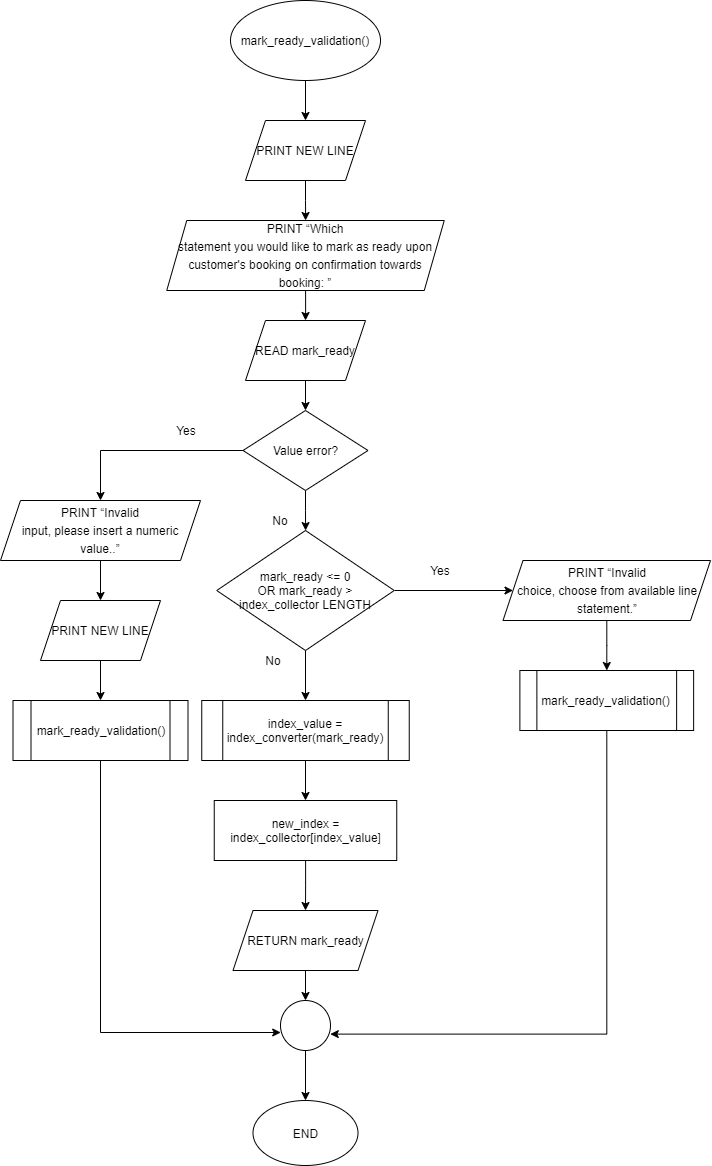 mark_ready_validation()
PRINT NEW LINE
PRINT “Which
statement you would like to mark as ready upon
customer's booking on confirmation towards
booking: ”
READ mark_ready
Value error?
Yes
No
PRINT “Invalid
input, please insert a numeric
value..”
PRINT NEW LINE
mark_ready_validation()
mark_ready <= 0
OR mark_ready >
index_collector LENGTH
Yes
No
PRINT “Invalid
choice, choose from available line
statement.”
mark_ready_validation()
index_value =
index_converter(mark_ready)
new_index =
index_collector[index_value]
RETURN mark_ready
END